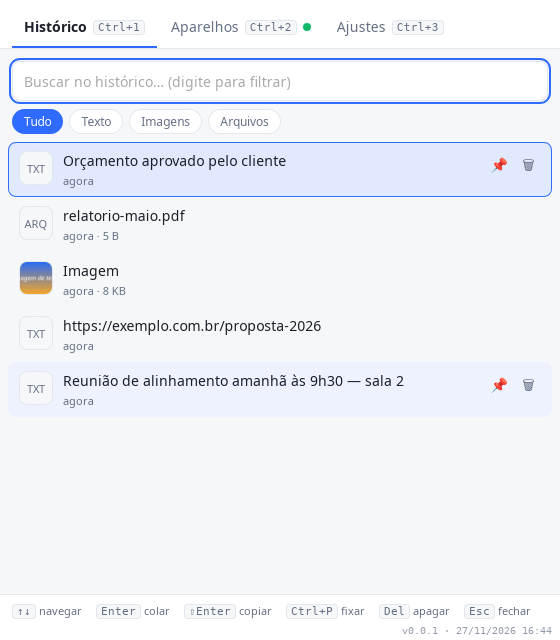 Histórico Ctrl+1 Aparelhos Ctrl+2 Ajustes Ctrl+3
Buscar no histórico... (digite para filtrar)
Tudo Texto Imagens Arquivos
TXT Orçamento aprovado pelo cliente
agora
ARQ relatorio-maio.pdf
agora · 5 B
Imagem
agora · 8 KB
TXT https://exemplo.com.br/proposta-2026
agora
TXT Reunião de alinhamento amanhã às 9h30 — sala 2
agora
↑↓ navegar Enter colar ⇧Enter copiar Ctrl+P fixar Del apagar Esc fechar
v0.0.1 · 27/11/2026 16:44